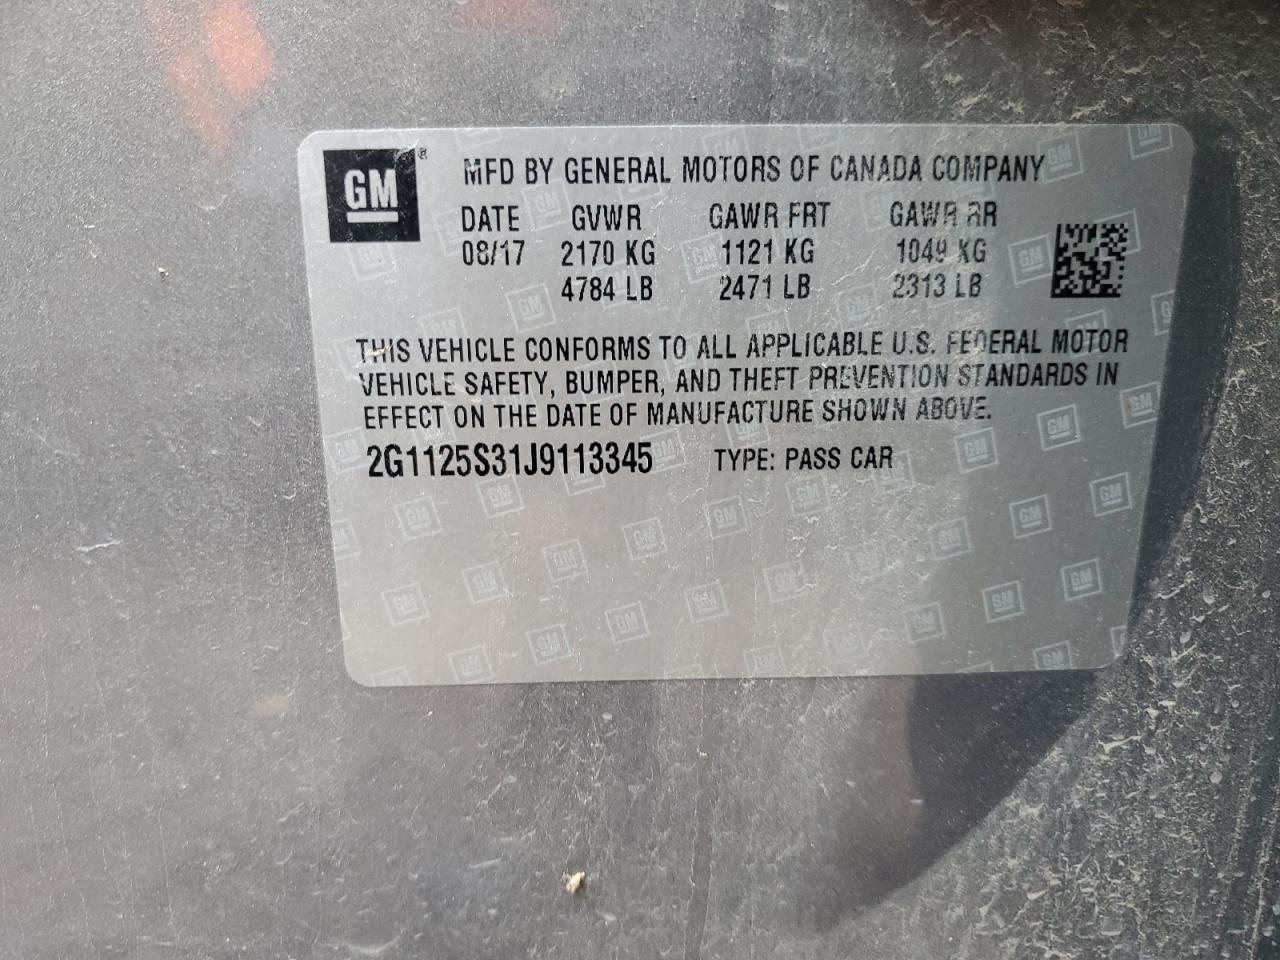 GM ® MFD BY GENERAL MOTORS OF CANADA COMPANY
DATE GVWR GAWR FRT GAWR RR
08/17 2170 KG 1121 KG 1049 KG
4784 LB 2471 LB 2313 LB
THIS VEHICLE CONFORMS TO ALL APPLICABLE U.S. FEDERAL MOTOR
VEHICLE SAFETY, BUMPER, AND THEFT PREVENTION STANDARDS IN
EFFECT ON THE DATE OF MANUFACTURE SHOWN ABOVE.
2G1125S31J9113345 TYPE: PASS CAR